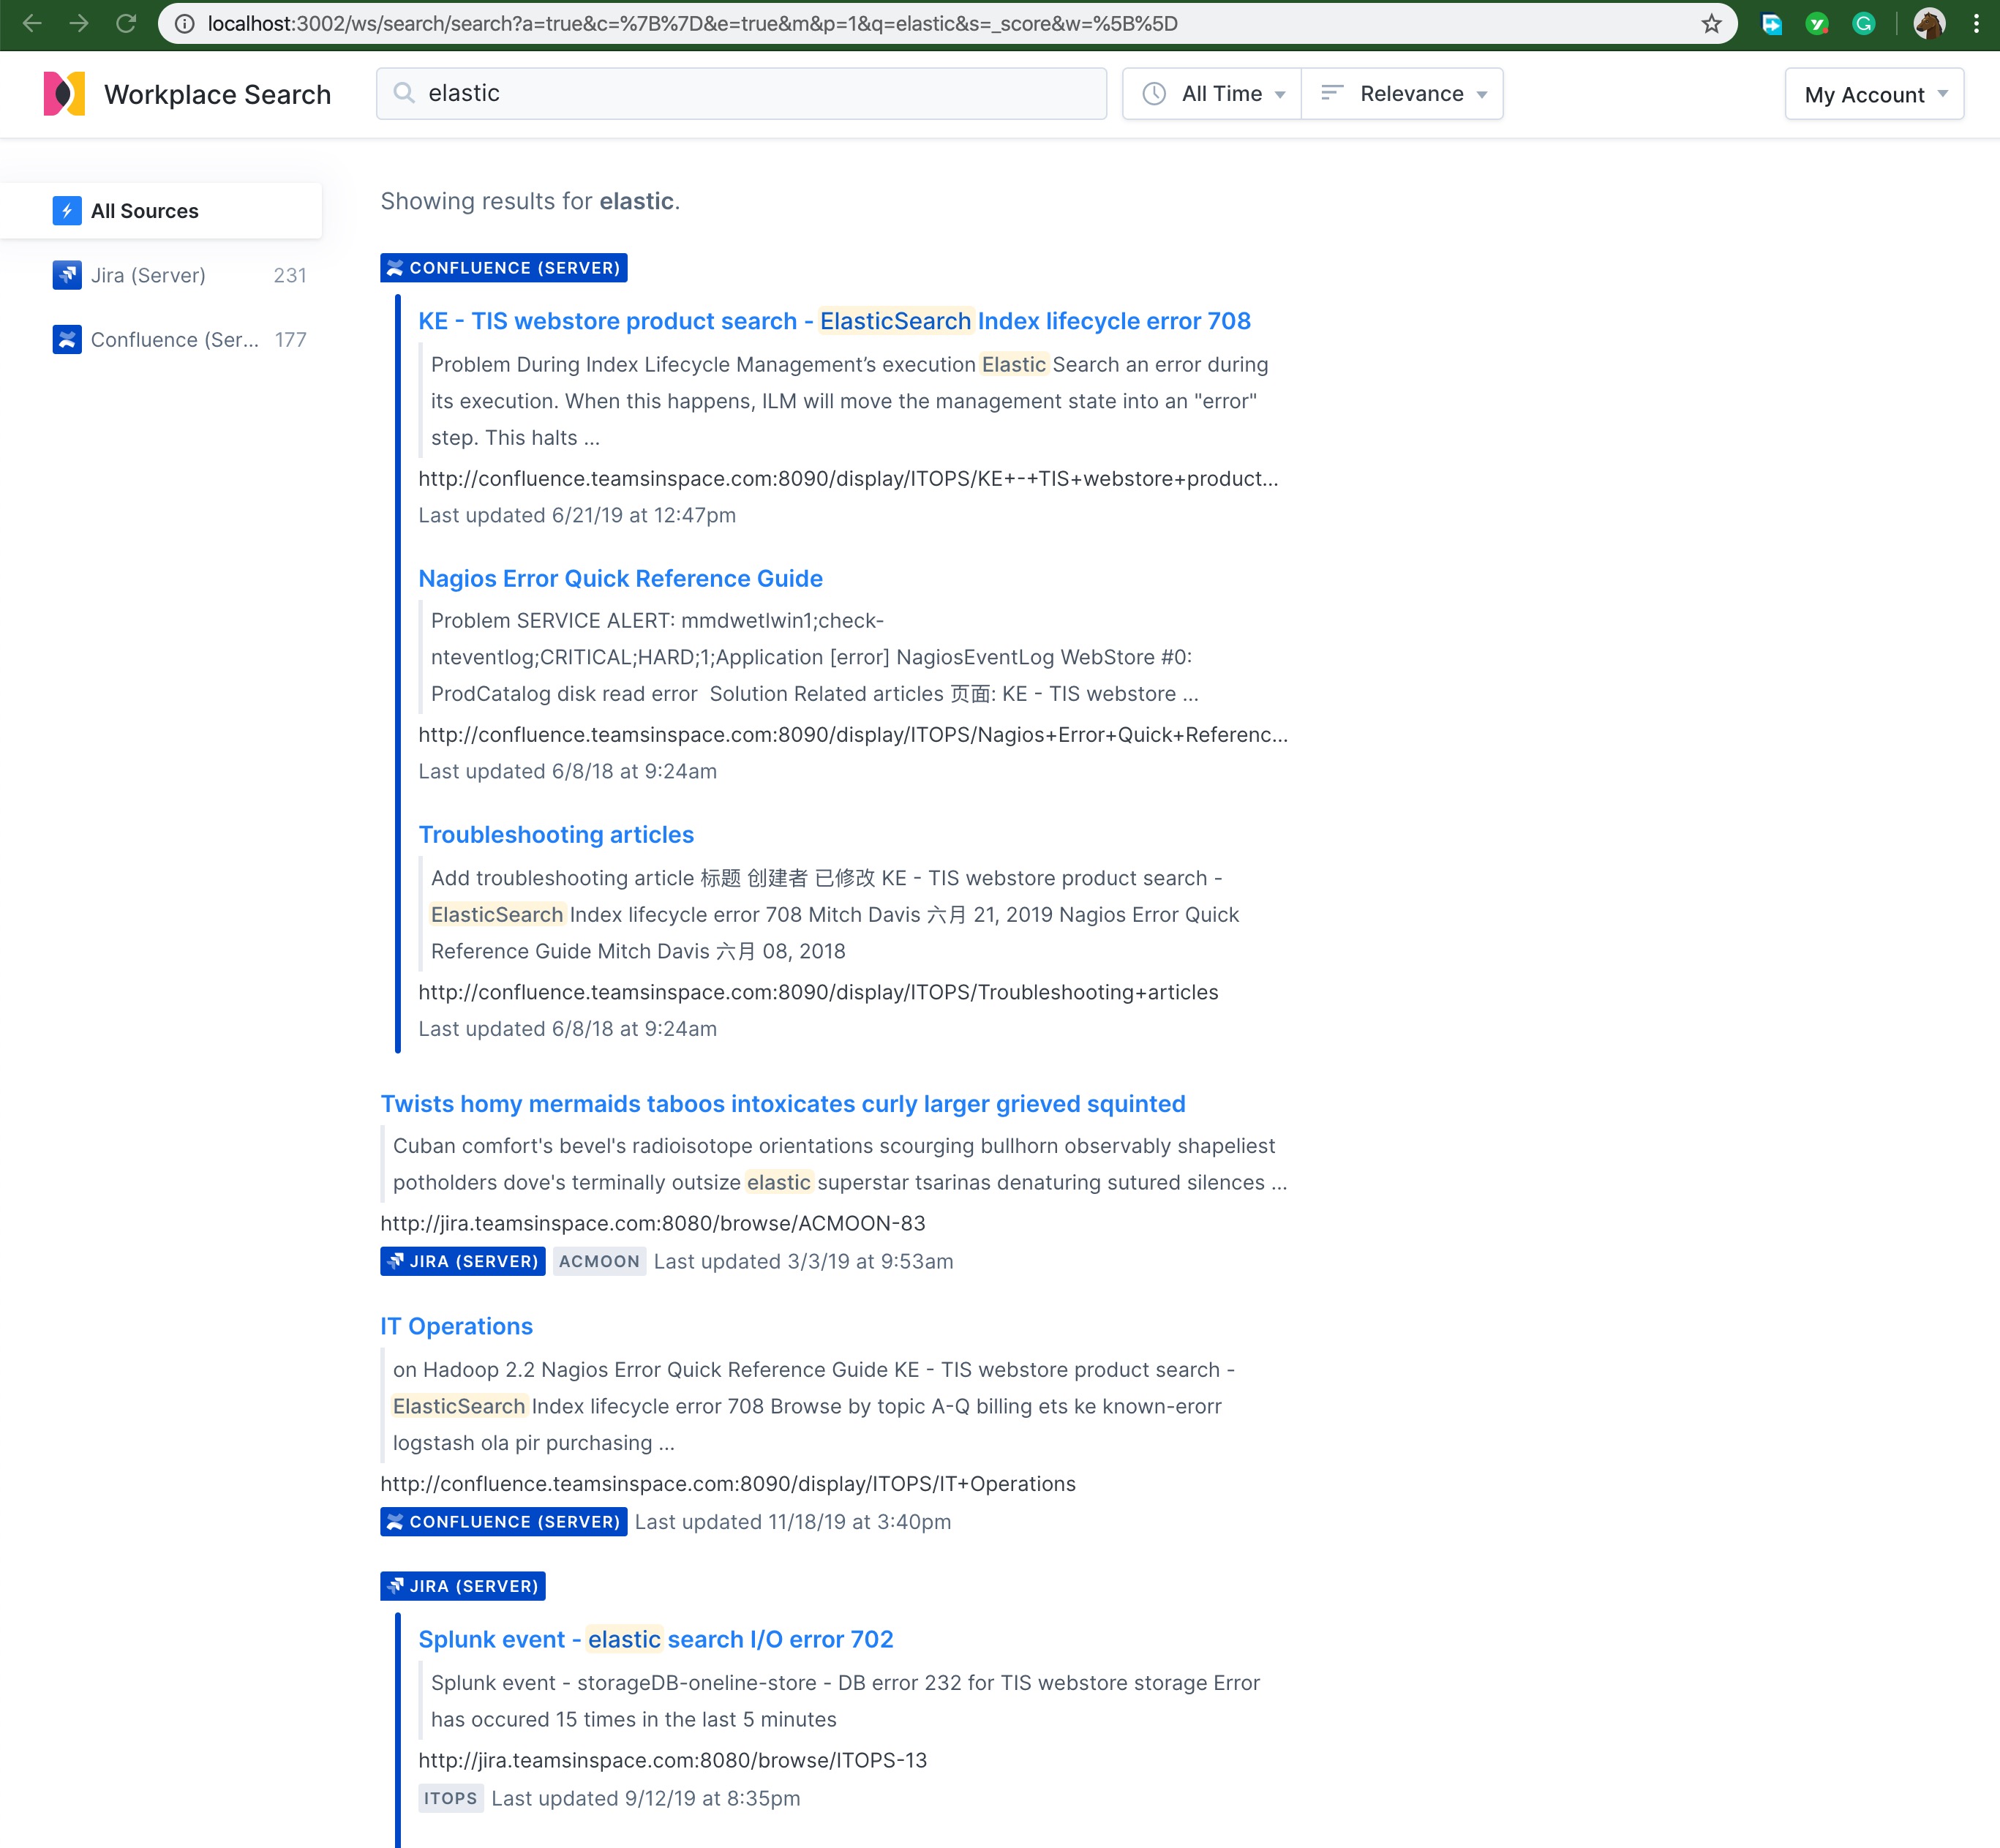 localhost:3002/ws/search/search?a=true&c=%7B%7D&e=true&m&p=1&q=elastic&s=_score&w=%5B%5D
Workplace Search
elastic
All Time
Relevance
My Account
All Sources
Jira (Server) 231
Confluence (Ser... 177
Showing results for elastic.
CONFLUENCE (SERVER)
KE - TIS webstore product search - ElasticSearch Index lifecycle error 708
Problem During Index Lifecycle Management’s execution Elastic Search an error during
its execution. When this happens, ILM will move the management state into an "error"
step. This halts ...
http://confluence.teamsinspace.com:8090/display/ITOPS/KE+-+TIS+webstore+product...
Last updated 6/21/19 at 12:47pm
Nagios Error Quick Reference Guide
Problem SERVICE ALERT: mmdwetlwin1;check-
nteventlog;CRITICAL;HARD;1;Application [error] NagiosEventLog WebStore #0:
ProdCatalog disk read error  Solution Related articles 页面: KE - TIS webstore ...
http://confluence.teamsinspace.com:8090/display/ITOPS/Nagios+Error+Quick+Referenc...
Last updated 6/8/18 at 9:24am
Troubleshooting articles
Add troubleshooting article 标题 创建者 已修改 KE - TIS webstore product search -
ElasticSearch Index lifecycle error 708 Mitch Davis 六月 21, 2019 Nagios Error Quick
Reference Guide Mitch Davis 六月 08, 2018
http://confluence.teamsinspace.com:8090/display/ITOPS/Troubleshooting+articles
Last updated 6/8/18 at 9:24am
Twists homy mermaids taboos intoxicates curly larger grieved squinted
Cuban comfort's bevel's radioisotope orientations scourging bullhorn observably shapeliest
potholders dove's terminally outsize elastic superstar tsarinas denaturing sutured silences ...
http://jira.teamsinspace.com:8080/browse/ACMOON-83
JIRA (SERVER) ACMOON Last updated 3/3/19 at 9:53am
IT Operations
on Hadoop 2.2 Nagios Error Quick Reference Guide KE - TIS webstore product search -
ElasticSearch Index lifecycle error 708 Browse by topic A-Q billing ets ke known-erorr
logstash ola pir purchasing ...
http://confluence.teamsinspace.com:8090/display/ITOPS/IT+Operations
CONFLUENCE (SERVER) Last updated 11/18/19 at 3:40pm
JIRA (SERVER)
Splunk event - elastic search I/O error 702
Splunk event - storageDB-oneline-store - DB error 232 for TIS webstore storage Error
has occured 15 times in the last 5 minutes
http://jira.teamsinspace.com:8080/browse/ITOPS-13
ITOPS Last updated 9/12/19 at 8:35pm